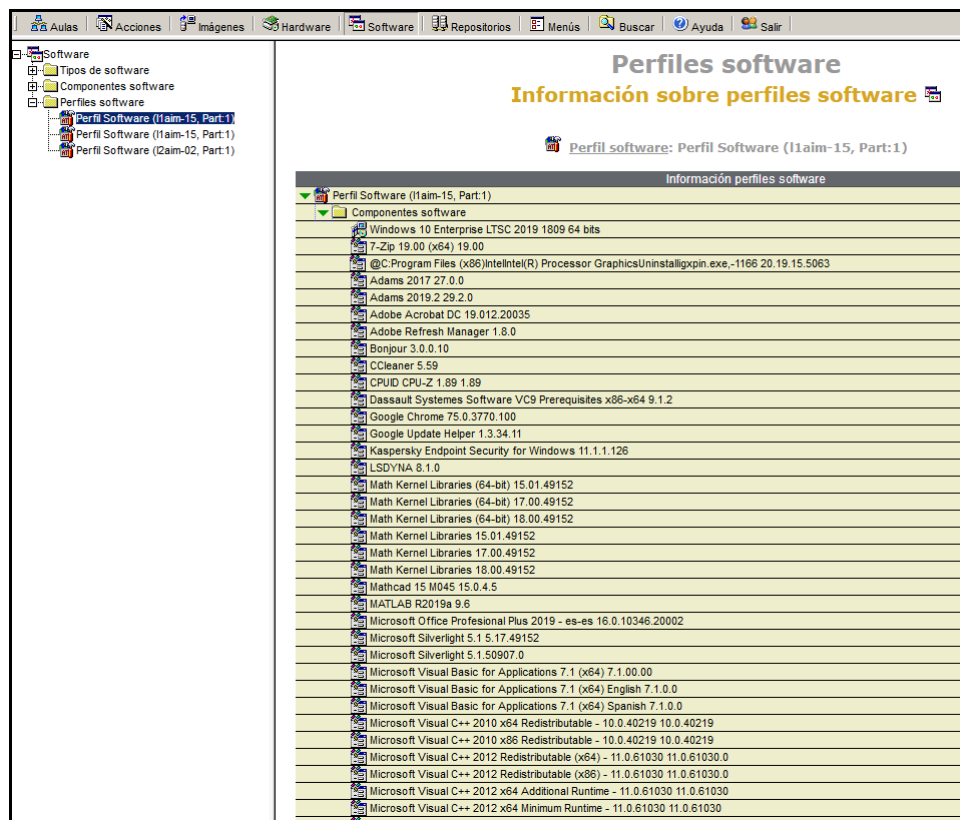 Aulas Acciones Imágenes Hardware Software Repositorios Menús Buscar Ayuda Salir
Software
Tipos de software
Componentes software
Perfiles software
Perfil Software (l1aim-15, Part:1)
Perfil Software (l1aim-15, Part:1)
Perfil Software (l2aim-02, Part:1)
Perfiles software
Información sobre perfiles software
Perfil software: Perfil Software (l1aim-15, Part:1)
Información perfiles software
Perfil Software (l1aim-15, Part:1)
Componentes software
Windows 10 Enterprise LTSC 2019 1809 64 bits
7-Zip 19.00 (x64) 19.00
@C:Program Files (x86)IntelIntel(R) Processor GraphicsUninstalligxpin.exe,-1166 20.19.15.5063
Adams 2017 27.0.0
Adams 2019.2 29.2.0
Adobe Acrobat DC 19.012.20035
Adobe Refresh Manager 1.8.0
Bonjour 3.0.0.10
CCleaner 5.59
CPUID CPU-Z 1.89 1.89
Dassault Systemes Software VC9 Prerequisites x86-x64 9.1.2
Google Chrome 75.0.3770.100
Google Update Helper 1.3.34.11
Kaspersky Endpoint Security for Windows 11.1.1.126
LSDYNA 8.1.0
Math Kernel Libraries (64-bit) 15.01.49152
Math Kernel Libraries (64-bit) 17.00.49152
Math Kernel Libraries (64-bit) 18.00.49152
Math Kernel Libraries 15.01.49152
Math Kernel Libraries 17.00.49152
Math Kernel Libraries 18.00.49152
Mathcad 15 M045 15.0.4.5
MATLAB R2019a 9.6
Microsoft Office Profesional Plus 2019 - es-es 16.0.10346.20002
Microsoft Silverlight 5.1 5.17.49152
Microsoft Silverlight 5.1.50907.0
Microsoft Visual Basic for Applications 7.1 (x64) 7.1.00.00
Microsoft Visual Basic for Applications 7.1 (x64) English 7.1.0.0
Microsoft Visual Basic for Applications 7.1 (x64) Spanish 7.1.0.0
Microsoft Visual C++ 2010 x64 Redistributable - 10.0.40219 10.0.40219
Microsoft Visual C++ 2010 x86 Redistributable - 10.0.40219 10.0.40219
Microsoft Visual C++ 2012 Redistributable (x64) - 11.0.61030 11.0.61030.0
Microsoft Visual C++ 2012 Redistributable (x86) - 11.0.61030 11.0.61030.0
Microsoft Visual C++ 2012 x64 Additional Runtime - 11.0.61030 11.0.61030
Microsoft Visual C++ 2012 x64 Minimum Runtime - 11.0.61030 11.0.61030